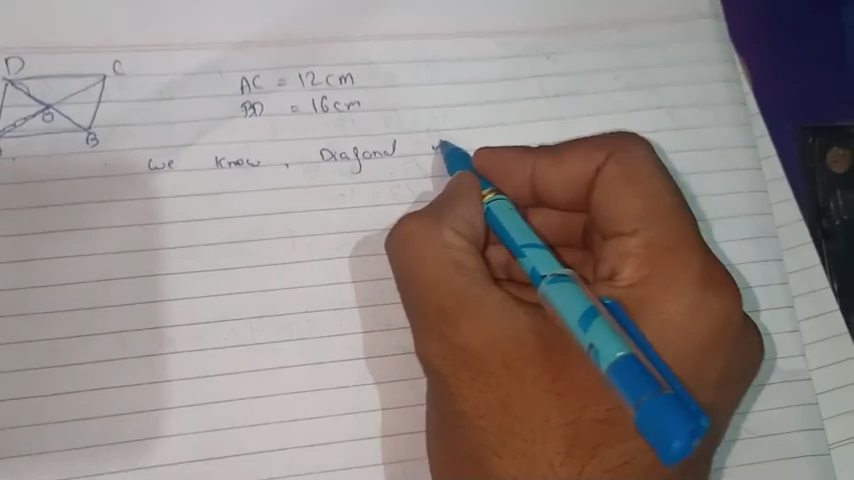 D C
AC = 12cm
BD = 16cm
O
B
we know, Diagonal